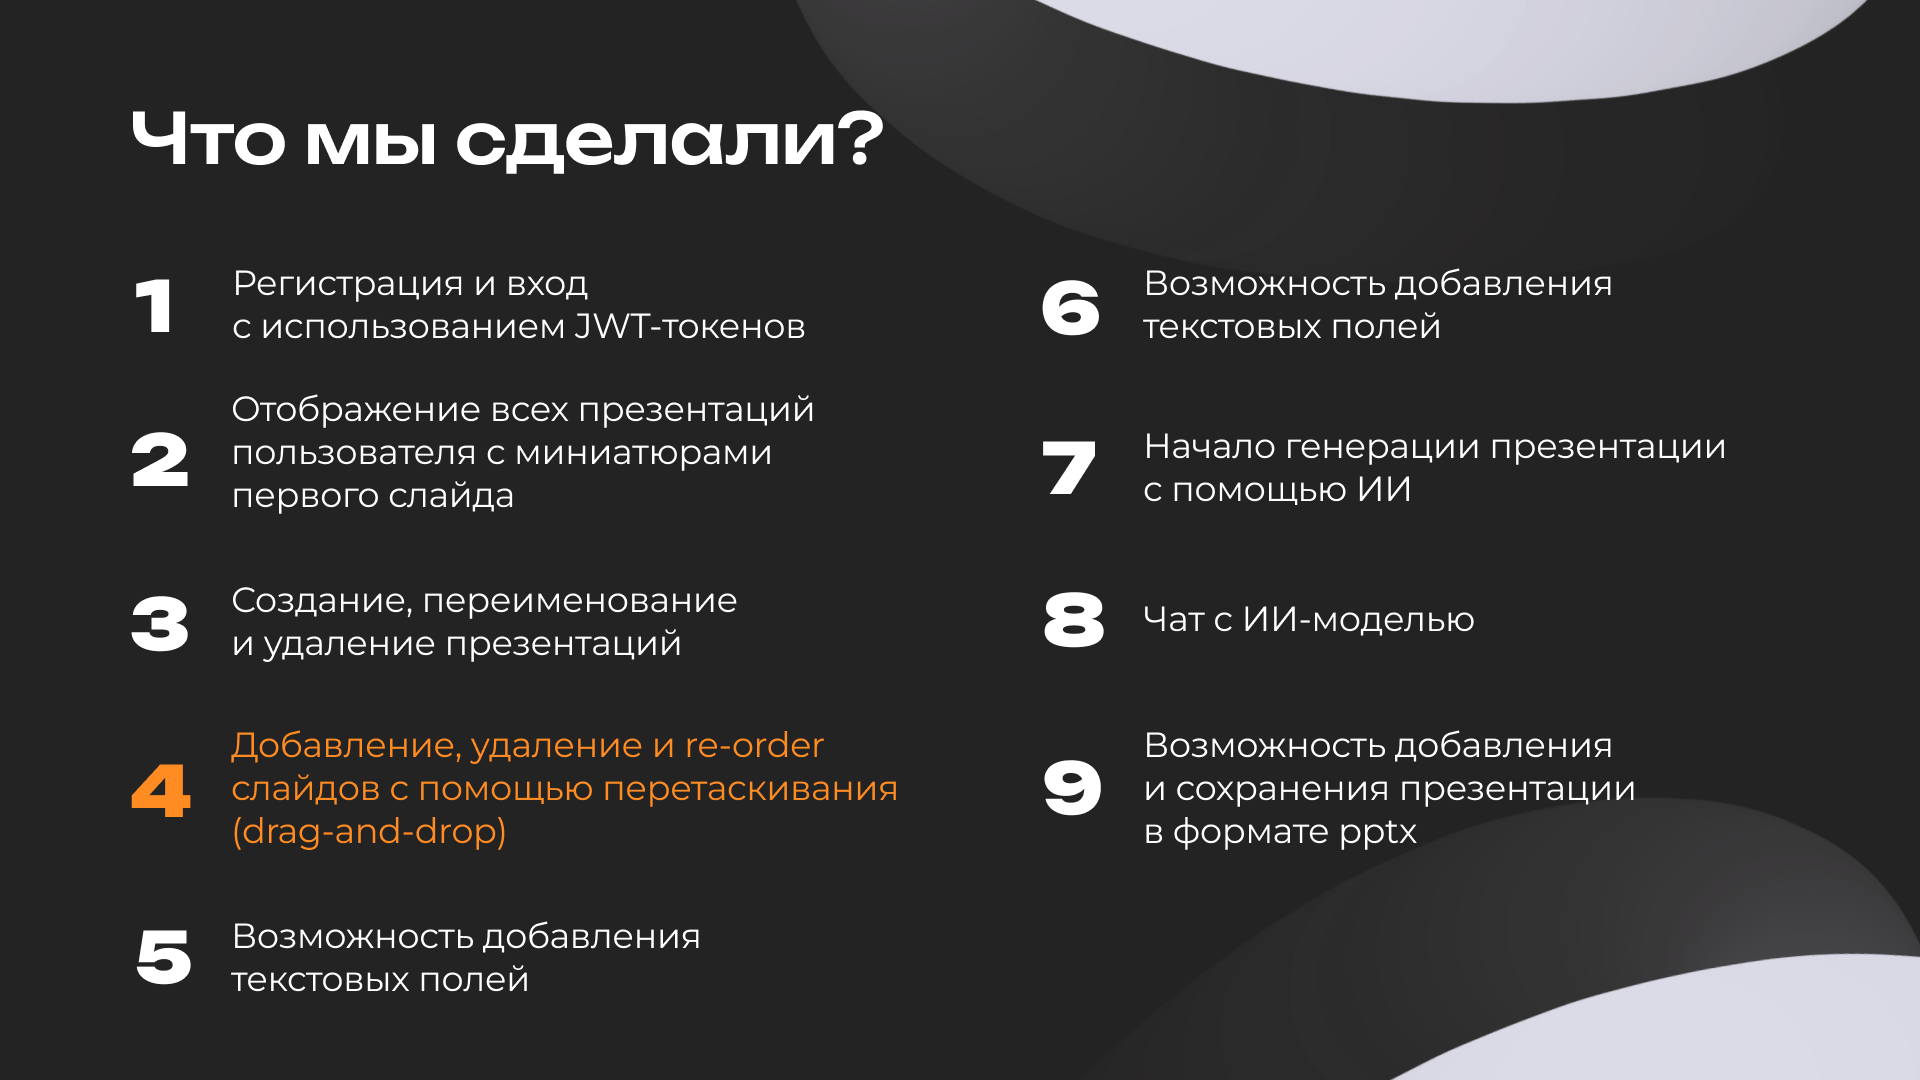 Что мы сделали?
1
Регистрация и вход
с использованием JWT-токенов
2
Отображение всех презентаций
пользователя с миниатюрами
первого слайда
3
Создание, переименование
и удаление презентаций
4
Добавление, удаление и re-order
слайдов с помощью перетаскивания
(drag-and-drop)
5
Возможность добавления
текстовых полей
6
Возможность добавления
текстовых полей
7
Начало генерации презентации
с помощью ИИ
8
Чат с ИИ-моделью
9
Возможность добавления
и сохранения презентации
в формате pptx